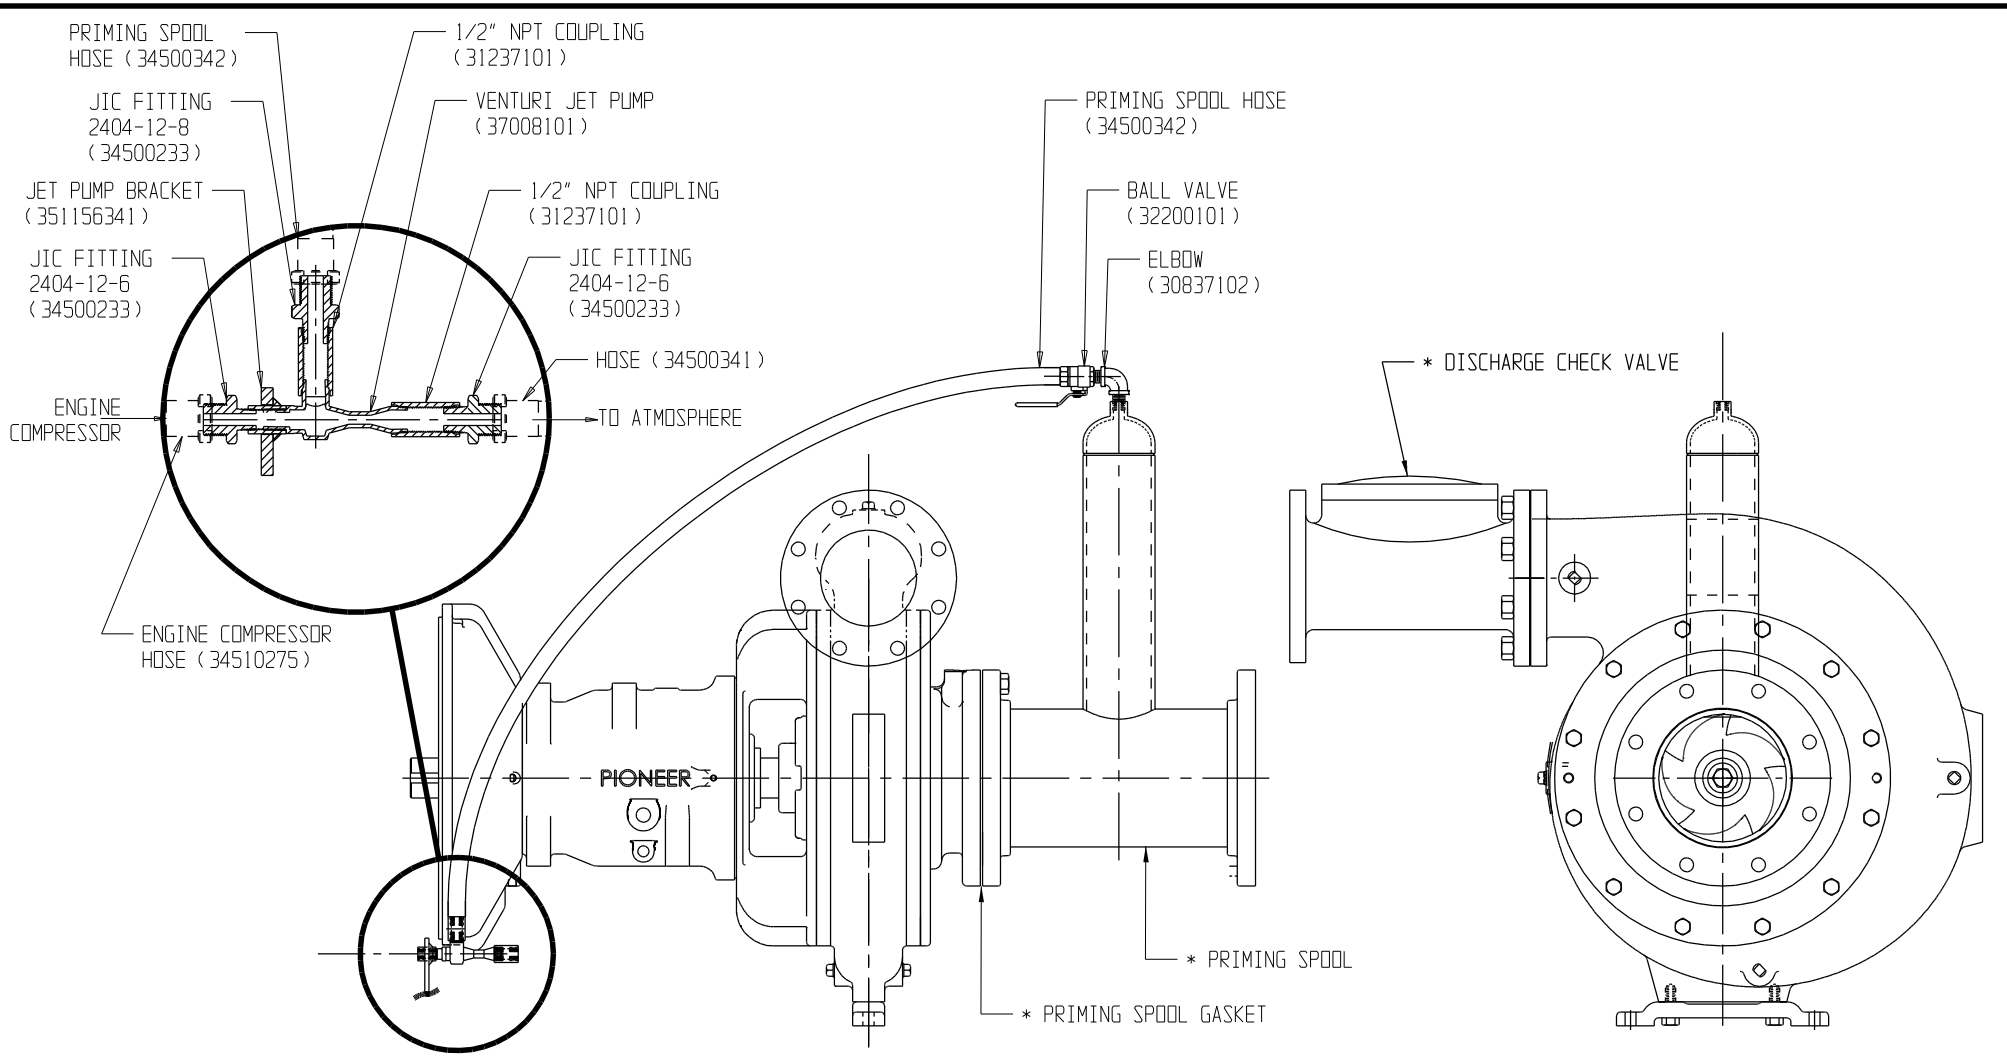 PRIMING SPOOL
HOSE (34500342)
1/2" NPT COUPLING
(31237101)
JIC FITTING
2404-12-8
(34500233)
VENTURI JET PUMP
(37008101)
PRIMING SPOOL HOSE
(34500342)
JET PUMP BRACKET
(351156341)
1/2" NPT COUPLING
(31237101)
BALL VALVE
(32200101)
JIC FITTING
2404-12-6
(34500233)
JIC FITTING
2404-12-6
(34500233)
ELBOW
(30837102)
HOSE (34500341)
* DISCHARGE CHECK VALVE
ENGINE
COMPRESSOR
TO ATMOSPHERE
ENGINE COMPRESSOR
HOSE (34510275)
PIONEER
* PRIMING SPOOL
* PRIMING SPOOL GASKET